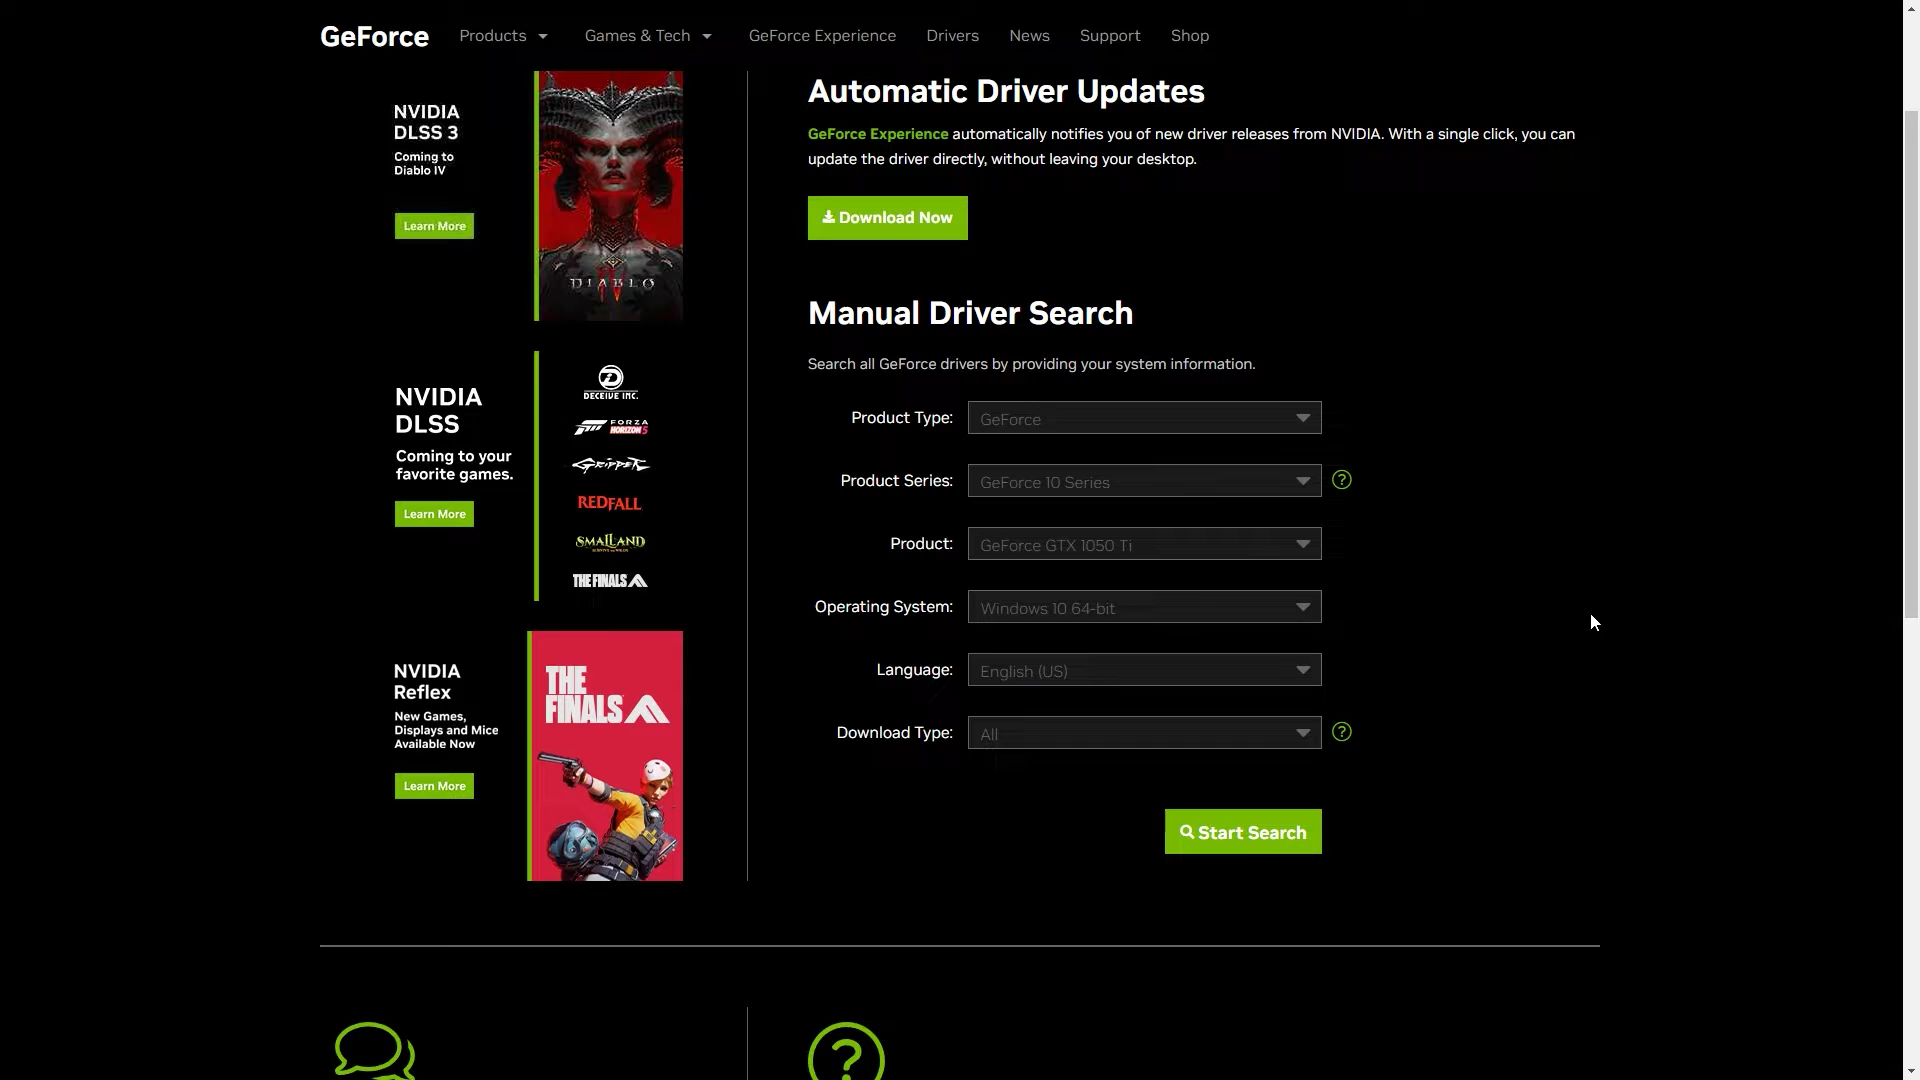 GeForce
Products
Games & Tech
GeForce Experience
Drivers
News
Support
Shop
NVIDIA
DLSS 3
Coming to
Diablo IV
Learn More
DIABLO
IV
NVIDIA
DLSS
Coming to your
favorite games.
Learn More
DECEIVE INC.
FORZA
HORIZON 5
GRIPPER
REDFALL
SMALLAND
THE FINALS
NVIDIA
Reflex
New Games,
Displays and Mice
Available Now
Learn More
THE
FINALS
Automatic Driver Updates
GeForce Experience automatically notifies you of new driver releases from NVIDIA. With a single click, you can
update the driver directly, without leaving your desktop.
Download Now
Manual Driver Search
Search all GeForce drivers by providing your system information.
Product Type: GeForce
Product Series: GeForce 10 Series ?
Product: GeForce GTX 1050 Ti
Operating System: Windows 10 64-bit
Language: English (US)
Download Type: All ?
Start Search
?